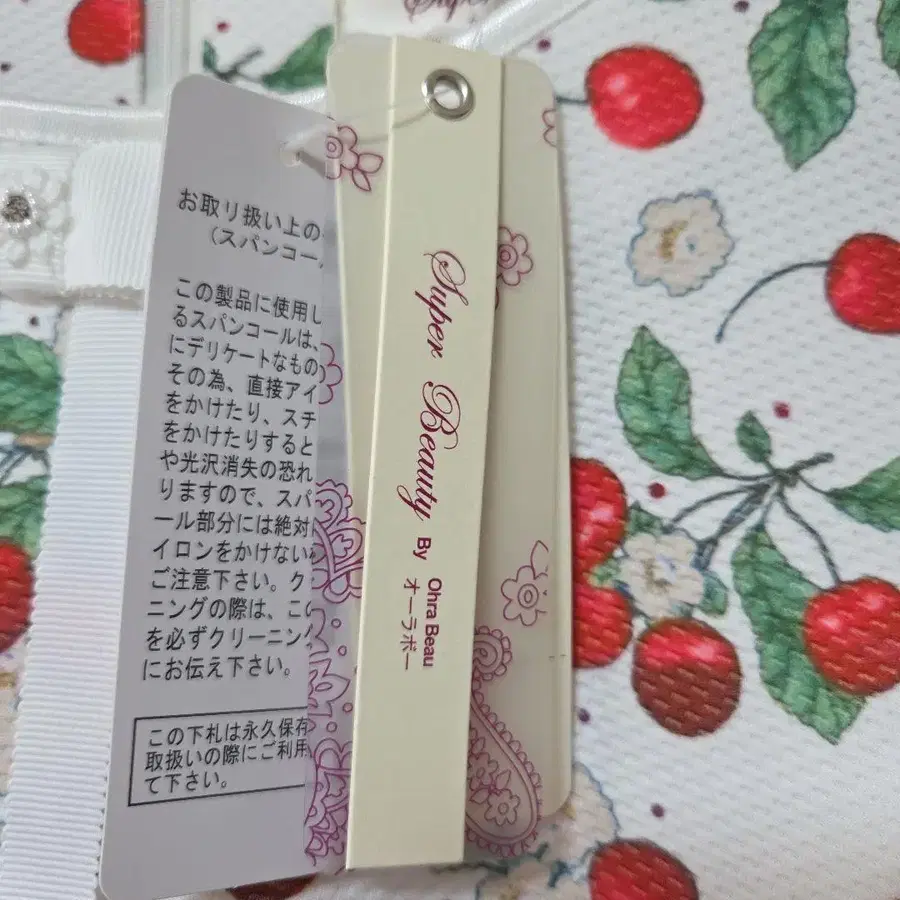 Super
お取り扱い上の
（スパンコー
この製品に使用し
るスパンコールは、
にデリケートなもの
その為、直接アイ
をかけたり、スチ
をかけたりすると
や光沢消失の恐れ
りますので、スパ
ール部分には絶対
イロンをかけない
ご注意下さい。ク
ニングの際は、この
を必ずクリーニング
にお伝え下さい。
この下札は永久保存
取扱いの際にご利用
て下さい。
Super Beauty By Ohra Beau
オーラボー